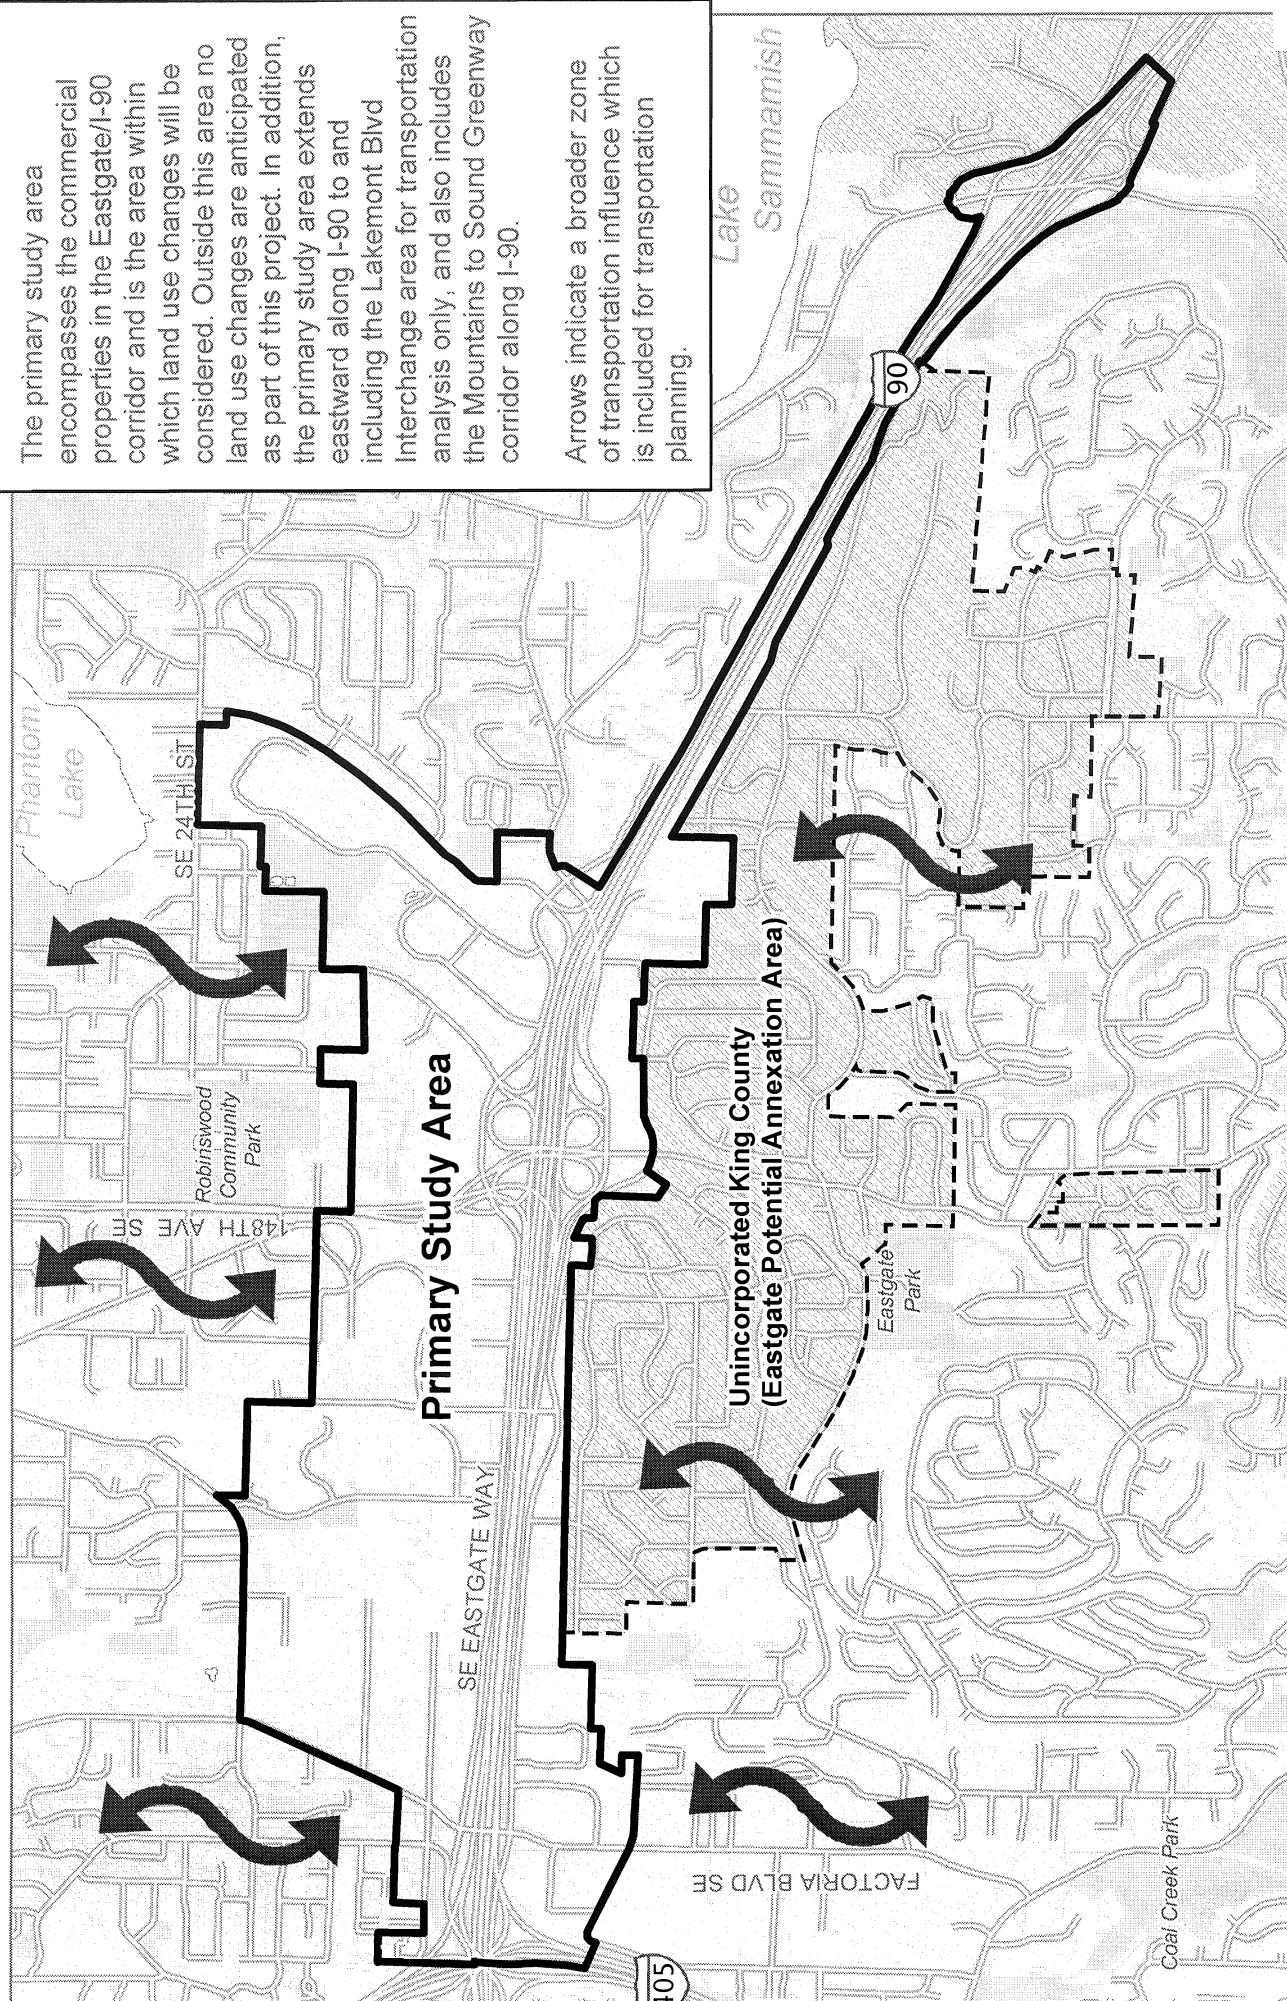 The primary study area
encompasses the commercial
properties in the Eastgate/I-90
corridor and is the area within
which land use changes will be
considered. Outside this area no
land use changes are anticipated
as part of this project. In addition,
the primary study area extends
eastward along I-90 to and
including the Lakemont Blvd
Interchange area for transportation
analysis only, and also includes
the Mountains to Sound Greenway
corridor along I-90.
Arrows indicate a broader zone
of transportation influence which
is included for transportation
planning.
Phantom
Lake
SE 24TH ST
Lake
Sammamish
Robinswood
Community
Park
148TH AVE SE
Primary Study Area
90
SE EASTGATE WAY
Unincorporated King County
(Eastgate Potential Annexation Area)
Eastgate
Park
FACTORIA BLVD SE
405
Coal Creek Park